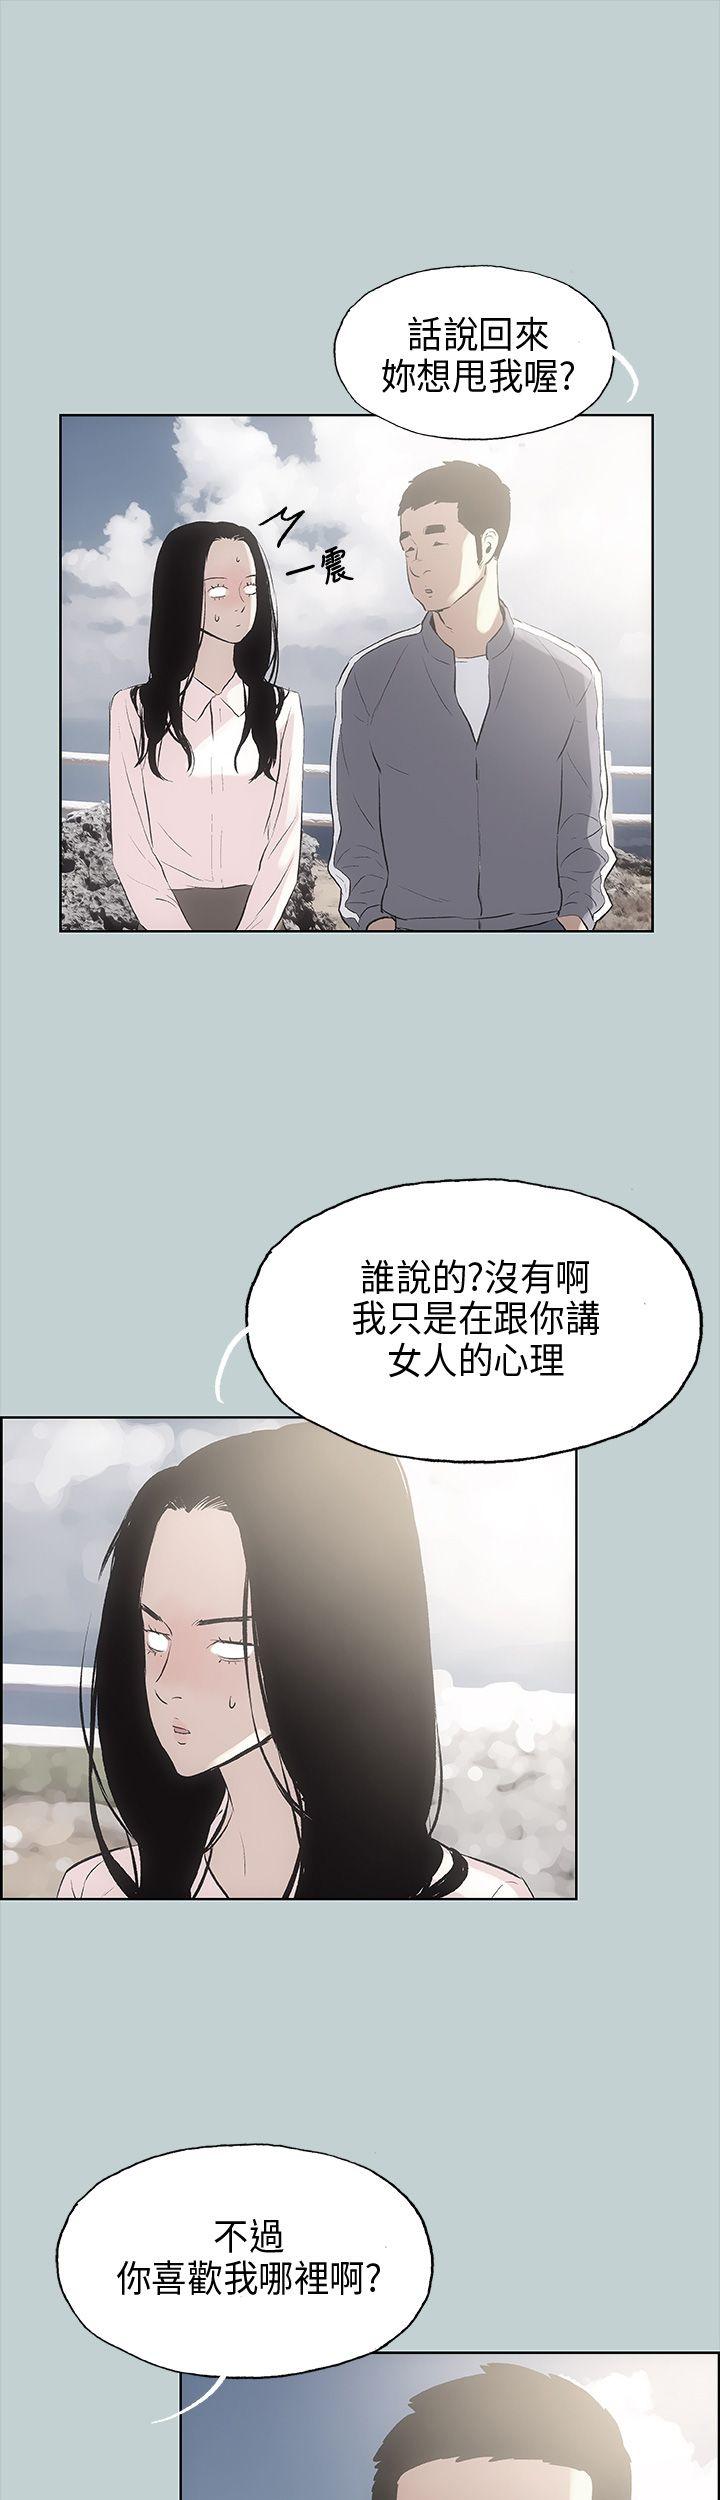 話說回來
妳想甩我喔?
一震
誰說的?沒有啊
我只是在跟你講
女人的心理
不過
你喜歡我哪裡啊?